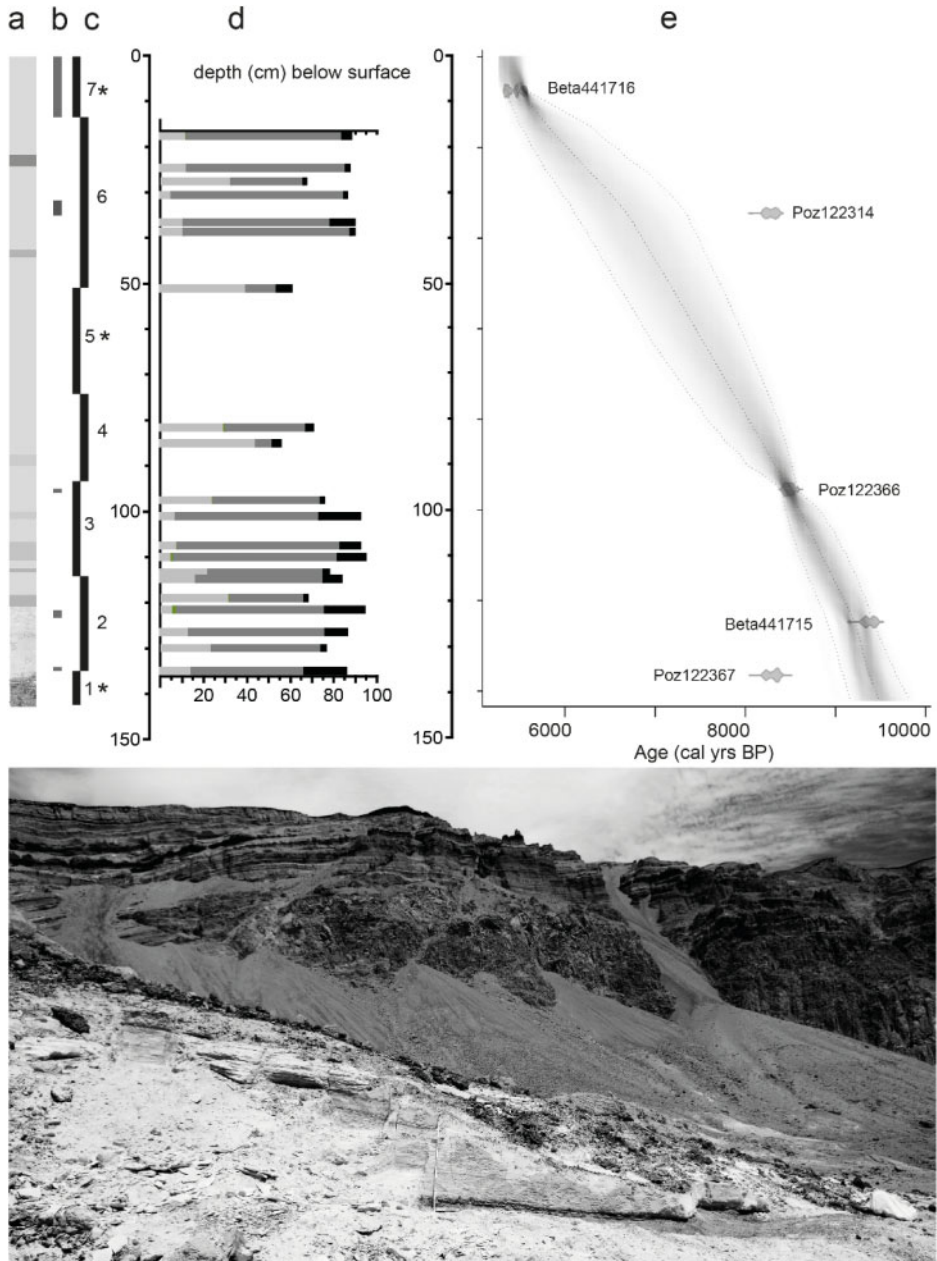 a b c d e
0
depth (cm) below surface
0
7*
Beta441716
6
Poz122314
50
50
5*
4
Poz122366
100
100
3
2
Beta441715
Poz122367
1*
20 40 60 80 100
150
150
6000 8000 10000
Age (cal yrs BP)